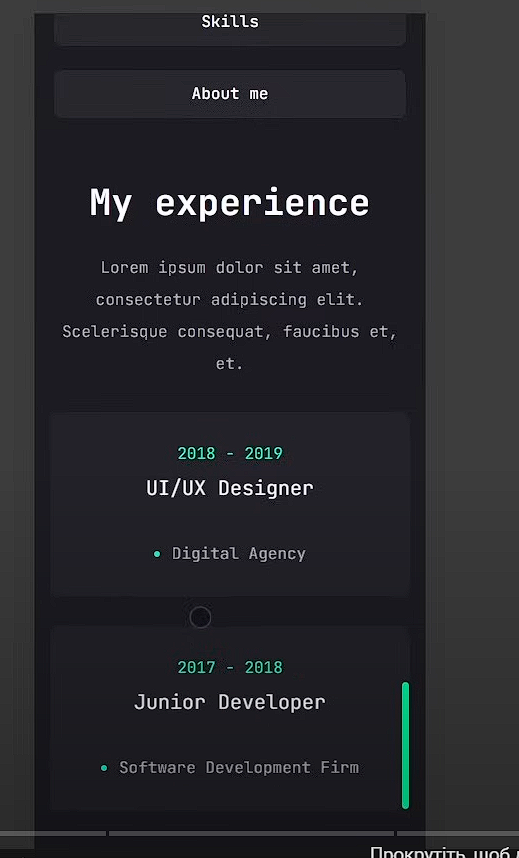 Skills
About me
My experience
Lorem ipsum dolor sit amet,
consectetur adipiscing elit.
Scelerisque consequat, faucibus et,
et.
2018 - 2019
UI/UX Designer
Digital Agency
2017 - 2018
Junior Developer
Software Development Firm
Прокрутіть, щоб